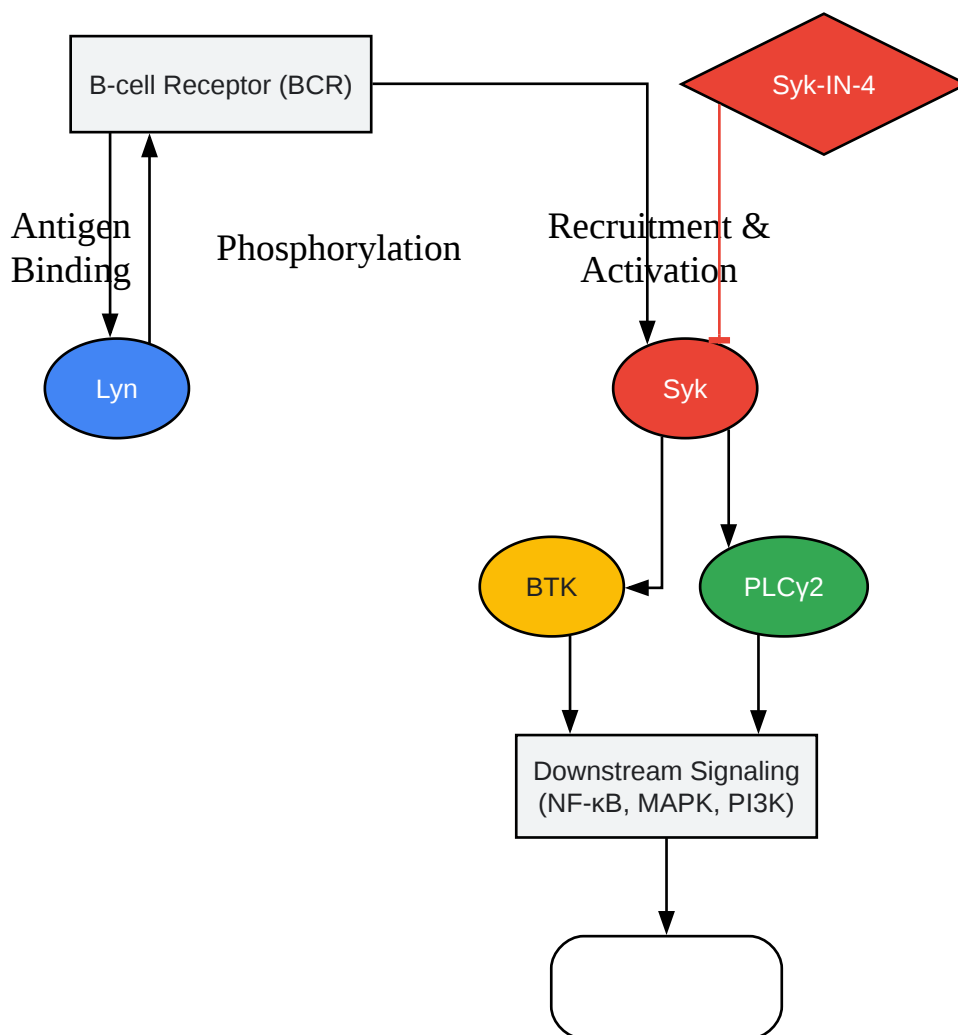 B-cell Receptor (BCR)
Syk-IN-4
Antigen
Binding
Phosphorylation
Recruitment &
Activation
Lyn
Syk
BTK
PLCγ2
Downstream Signaling
(NF-κB, MAPK, PI3K)